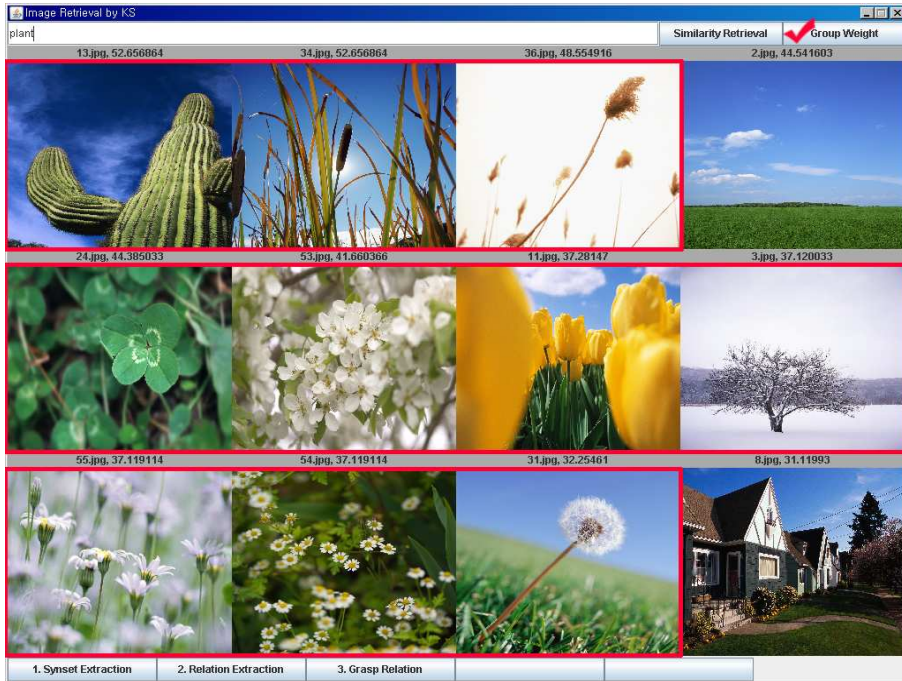 Image Retrieval by KS
plant
Similarity Retrieval
Group Weight
13.jpg, 52.656864
34.jpg, 52.656864
36.jpg, 48.554916
2.jpg, 44.541603
24.jpg, 44.385033
53.jpg, 41.660366
11.jpg, 37.28147
3.jpg, 37.120033
55.jpg, 37.119114
54.jpg, 37.119114
31.jpg, 32.25461
8.jpg, 31.11993
1. Synset Extraction
2. Relation Extraction
3. Grasp Relation